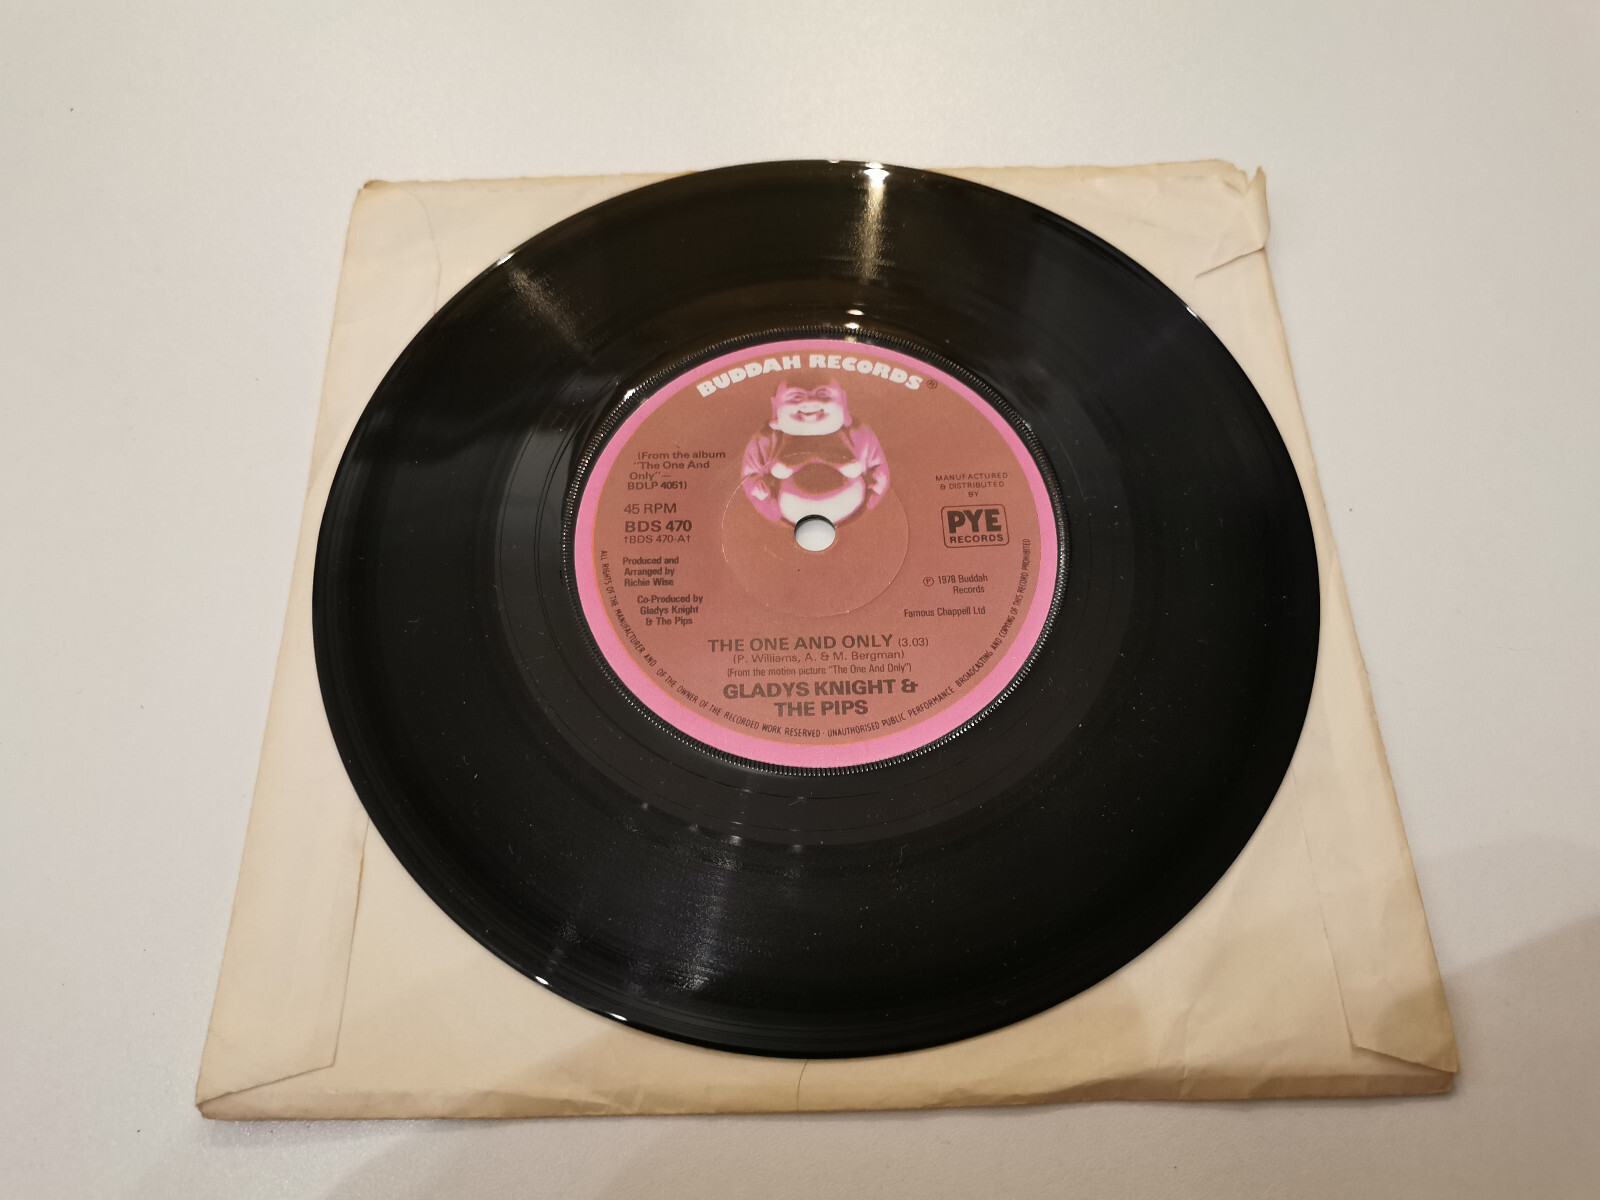 BUDDAH RECORDS ®
(From the album
"The One And
Only"—
BDLP 4051)
45 RPM
BDS 470
†BDS 470-A†
Produced and
Arranged by
Richie Wise
Co-Produced by
Gladys Knight
& The Pips
MANUFACTURED
& DISTRIBUTED
BY
PYE
RECORDS
℗ 1978 Buddah
Records
Famous Chappell Ltd
THE ONE AND ONLY (3.03)
(P. Williams, A. & M. Bergman)
(From the motion picture "The One And Only")
GLADYS KNIGHT &
THE PIPS
ALL RIGHTS OF THE MANUFACTURER AND OF THE OWNER OF THE RECORDED WORK RESERVED · UNAUTHORISED PUBLIC PERFORMANCE BROADCASTING AND COPYING OF THIS RECORD PROHIBITED